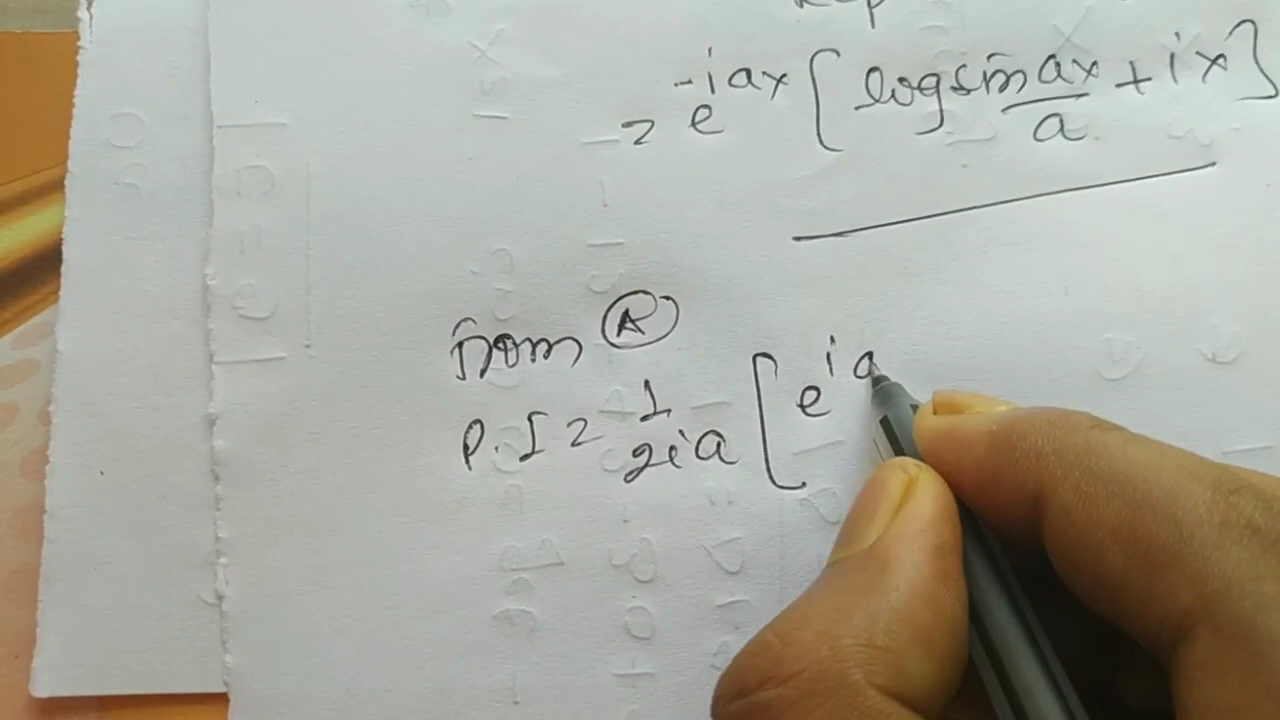 = e^{-iax} [ log sin ax / a + ix ]
from (A)
P.I = 1 / 2ia [ e^{ia